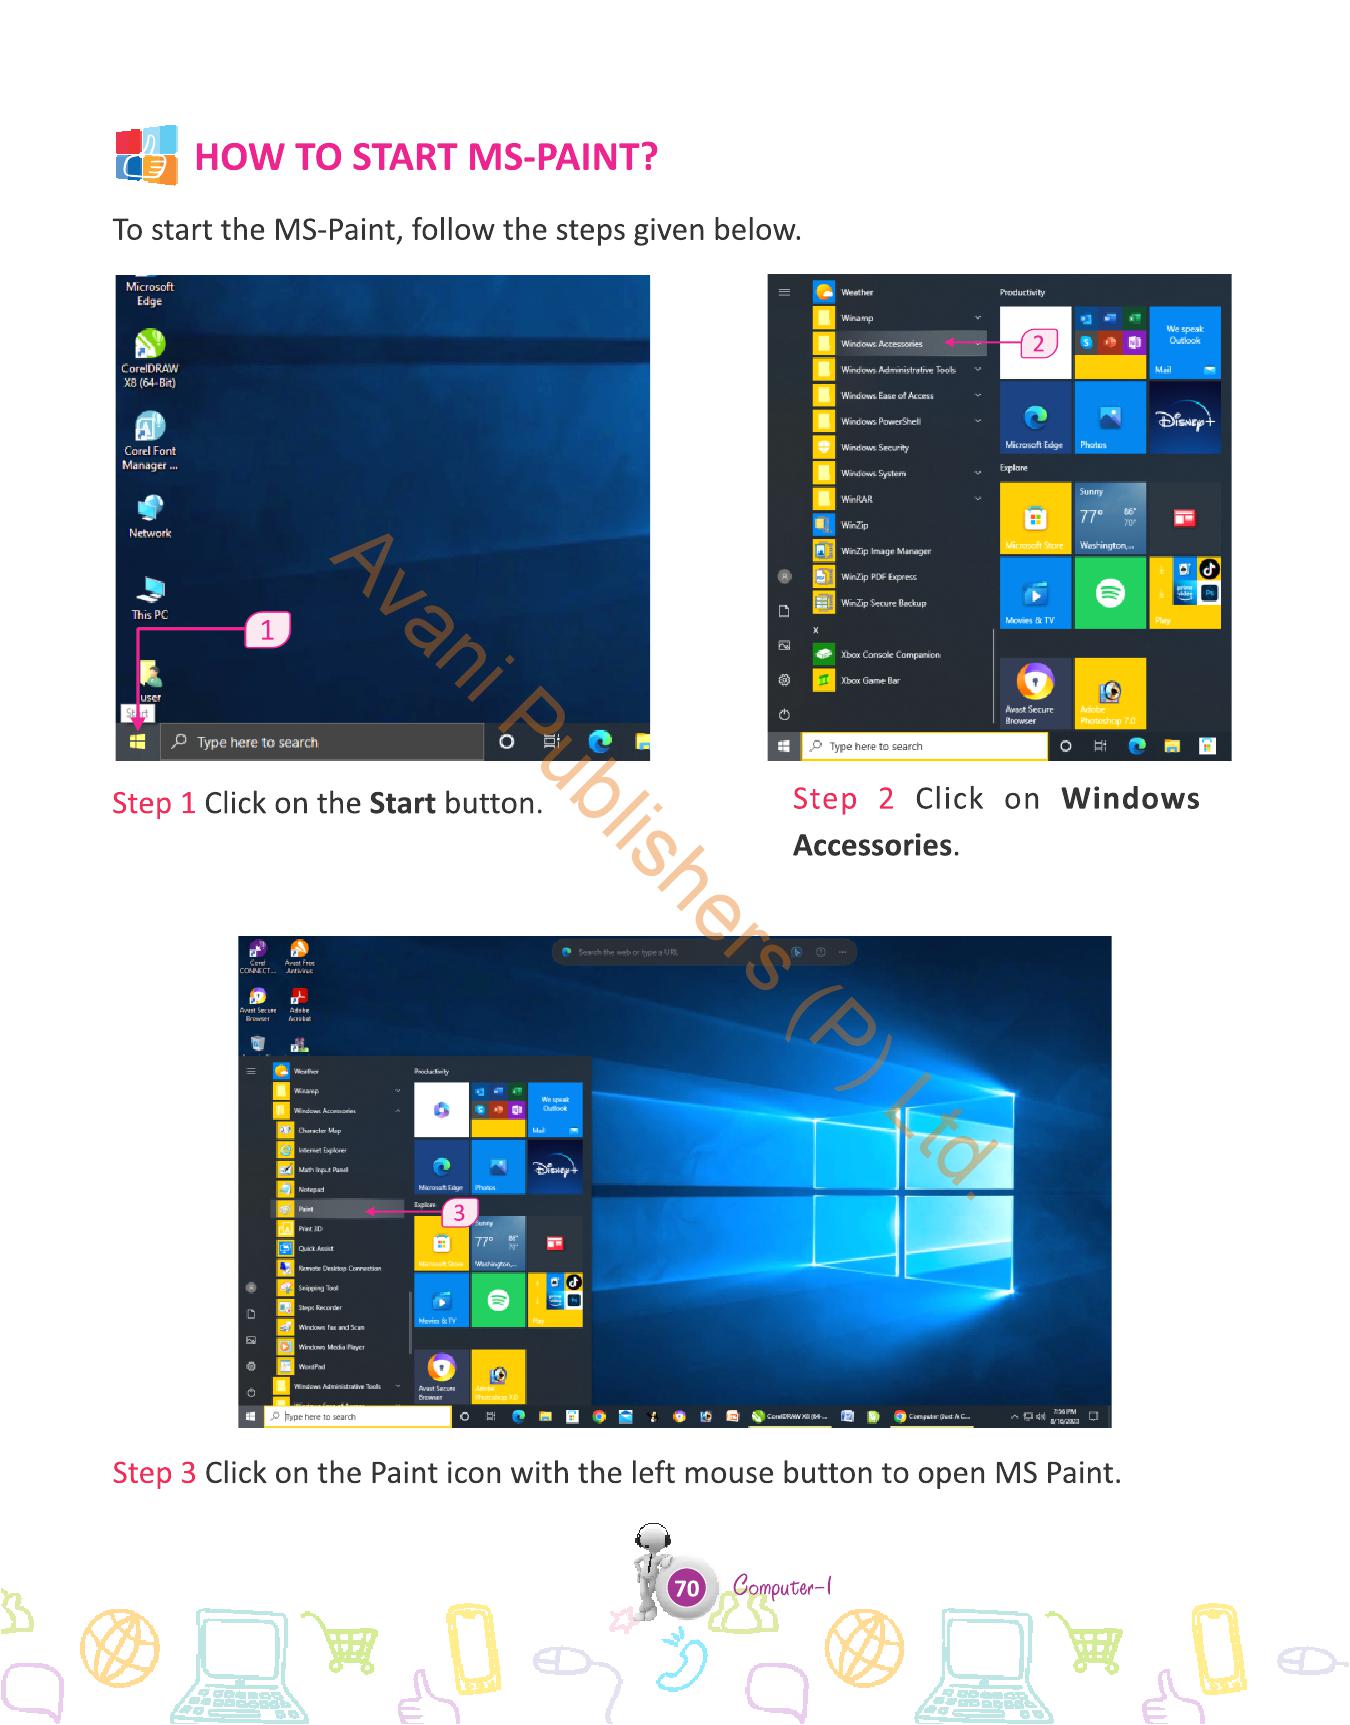 HOW TO START MS-PAINT?
To start the MS-Paint, follow the steps given below.
Microsoft
Edge
CorelDRAW
X8 (64-Bit)
Corel Font
Manager ...
Network
This PC
1
user
Start
Type here to search
Step 1 Click on the Start button.
Weather
Winamp
Windows Accessories
Windows Administrative Tools
Windows Ease of Access
Windows PowerShell
Windows Security
Windows System
WinRAR
WinZip
WinZip Image Manager
WinZip PDF Express
WinZip Secure Backup
X
Xbox Console Companion
Xbox Game Bar
Productivity
2
We speak
Outlook
Mail
Microsoft Edge
Photos
Disney+
Explore
Microsoft Store
Sunny
77° 86°
70°
Washington,...
Movies & TV
prime video
Ps
Play
Avast Secure
Browser
Adobe
Photoshop 7.0
Type here to search
Step 2 Click on Windows
Accessories.
Corel
CONNECT...
Avast Free
Antivirus
Avast Secure
Browser
Adobe
Acrobat
Search the web or type a URL
Weather
Winamp
Windows Accessories
Character Map
Internet Explorer
Math Input Panel
Notepad
Paint
Print 3D
Quick Assist
Remote Desktop Connection
Snipping Tool
Steps Recorder
Windows Fax and Scan
Windows Media Player
WordPad
Windows Administrative Tools
Productivity
We speak
Outlook
Mail
Microsoft Edge
Photos
Disney+
Explore
3
Microsoft Store
Sunny
77° 86°
70°
Washington,...
Movies & TV
Play
Avast Secure
Browser
Adobe
Photoshop 7.0
Type here to search
CorelDRAW X8 (64-...
Computer (Just A C...
7:56 PM
8/16/2023
Step 3 Click on the Paint icon with the left mouse button to open MS Paint.
Avani Publishers (P) Ltd.
70
Computer-1